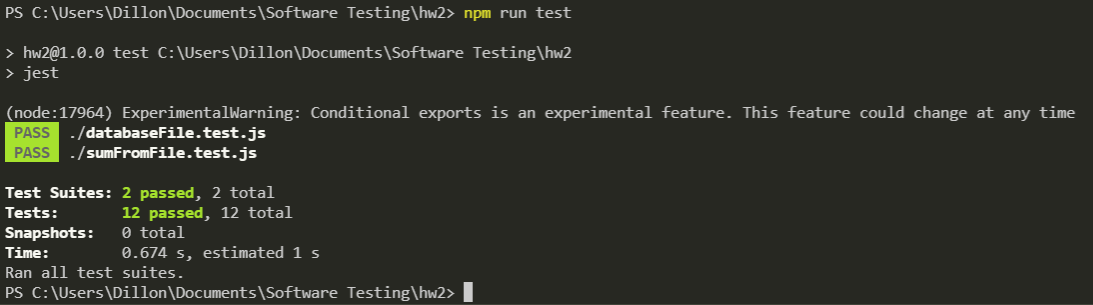 PS C:\Users\Dillon\Documents\Software Testing\hw2> npm run test
> hw2@1.0.0 test C:\Users\Dillon\Documents\Software Testing\hw2
> jest
(node:17964) ExperimentalWarning: Conditional exports is an experimental feature. This feature could change at any time
PASS ./databaseFile.test.js
PASS ./sumFromFile.test.js
Test Suites: 2 passed, 2 total
Tests: 12 passed, 12 total
Snapshots: 0 total
Time: 0.674 s, estimated 1 s
Ran all test suites.
PS C:\Users\Dillon\Documents\Software Testing\hw2>